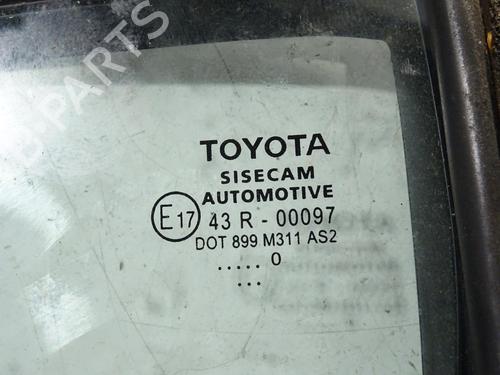 TOYOTA
SISECAM
AUTOMOTIVE
E17 43 R - 00097
DOT 899 M311 AS2
..... 0
...